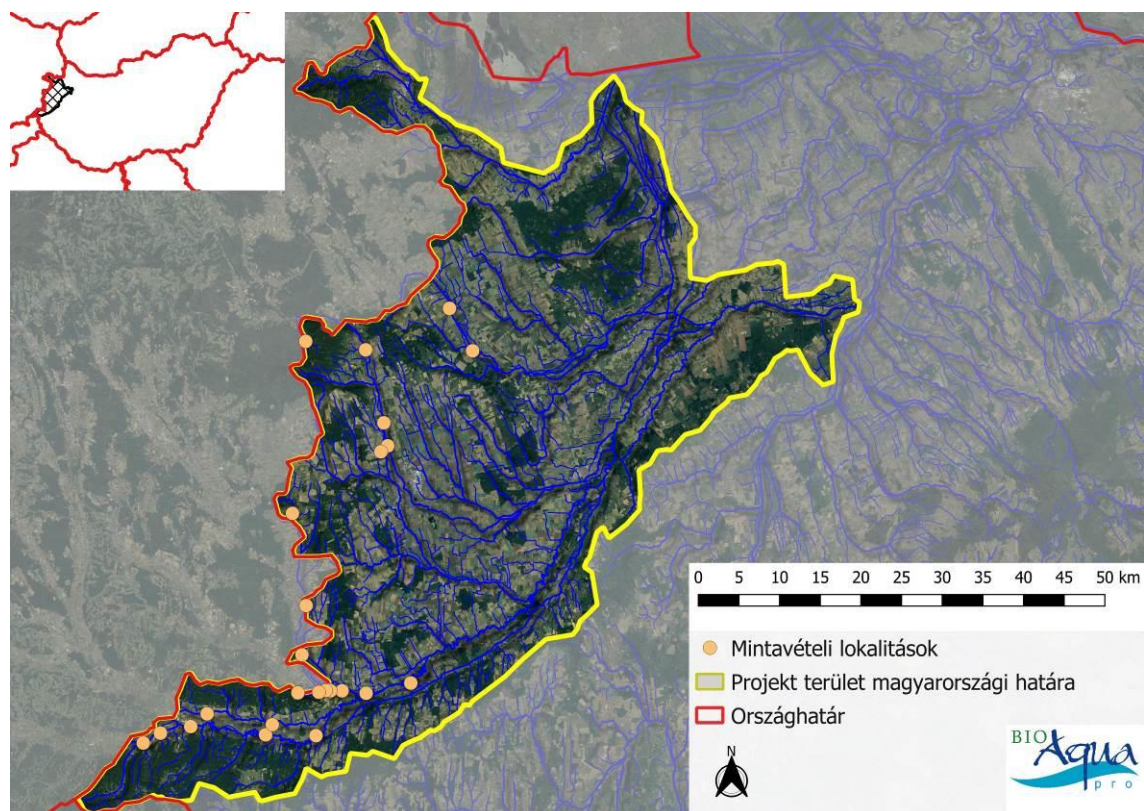 0 5 10 15 20 25 30 35 40 45 50 km
Mintavételi lokalitások
Projekt terület magyarországi határa
Országhatár
N
BIO
Aqua
pro